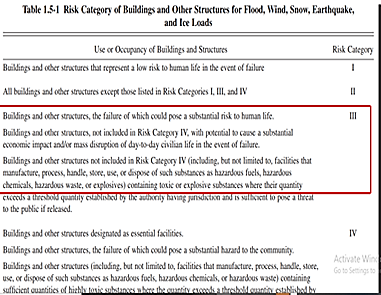 Table 1.5-1 Risk Category of Buildings and Other Structures for Flood, Wind, Snow, Earthquake,
and Ice Loads
Use or Occupancy of Buildings and Structures Risk Category
Buildings and other structures that represent a low risk to human life in the event of failure I
All buildings and other structures except those listed in Risk Categories I, III, and IV II
Buildings and other structures, the failure of which could pose a substantial risk to human life. III
Buildings and other structures, not included in Risk Category IV, with potential to cause a substantial
economic impact and/or mass disruption of day-to-day civilian life in the event of failure.
Buildings and other structures not included in Risk Category IV (including, but not limited to, facilities that
manufacture, process, handle, store, use, or dispose of such substances as hazardous fuels, hazardous
chemicals, hazardous waste, or explosives) containing toxic or explosive substances where their quantity
exceeds a threshold quantity established by the authority having jurisdiction and is sufficient to pose a threat
to the public if released.
Buildings and other structures designated as essential facilities. IV
Buildings and other structures, the failure of which could pose a substantial hazard to the community.
Activate Wind
Buildings and other structures (including, but not limited to, facilities that manufacture, process, handle, store,
Go to Settings to
use, or dispose of such substances as hazardous fuels, hazardous chemicals, or hazardous waste) containing
sufficient quantities of highly toxic substances where the quantity exceeds a threshold quantity established by